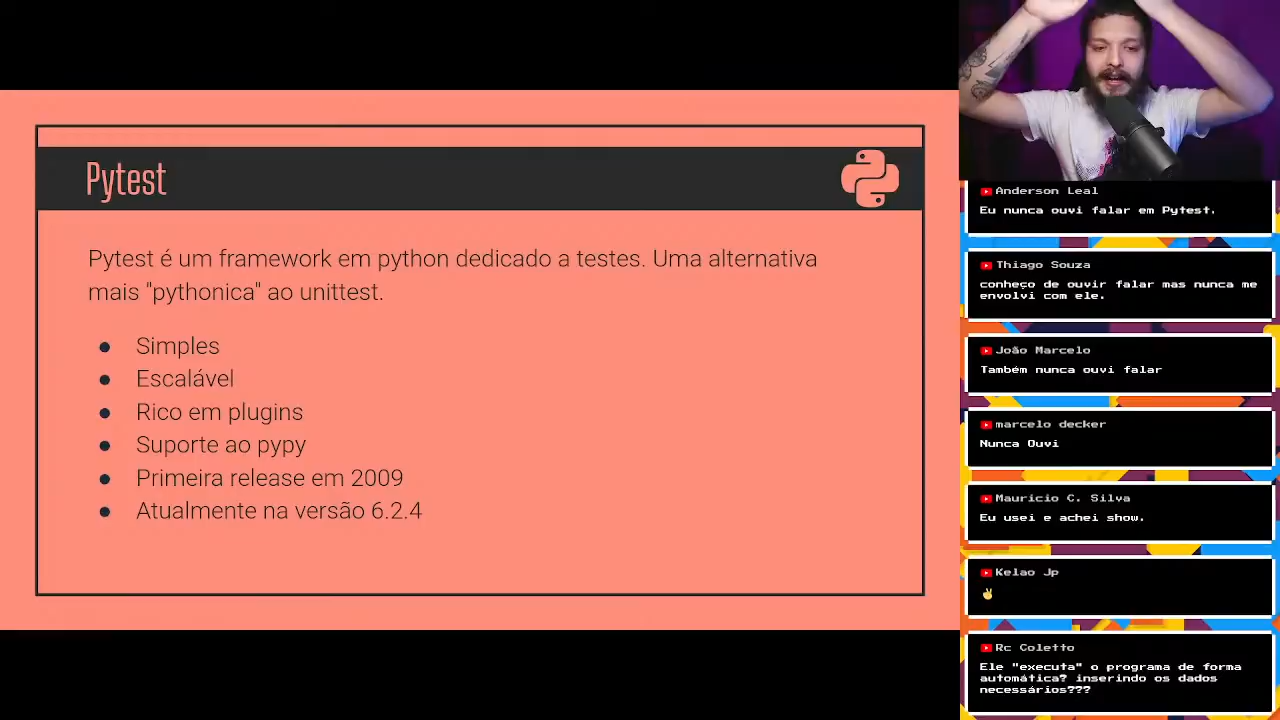 Pytest
Pytest é um framework em python dedicado a testes. Uma alternativa
mais "pythonica" ao unittest.
● Simples
● Escalável
● Rico em plugins
● Suporte ao pypy
● Primeira release em 2009
● Atualmente na versão 6.2.4
Anderson Leal
Eu nunca ouvi falar em Pytest.
Thiago Souza
conheço de ouvir falar mas nunca me
envolvi com ele.
João Marcelo
Também nunca ouvi falar
marcelo decker
Nunca Ouvi
Mauricio C. Silva
Eu usei e achei show.
Kelao Jp
✌
Rc Coletto
Ele "executa" o programa de forma
automática? inserindo os dados
necessários???